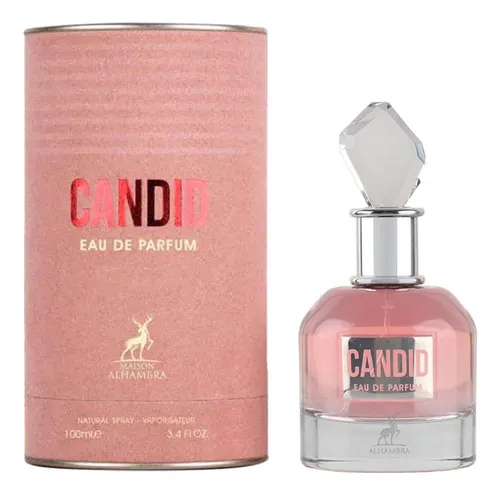 CANDID
EAU DE PARFUM
MAISON
ALHAMBRA
NATURAL SPRAY - VAPORISATEUR
100ml e 3.4 Fl.OZ.
CANDID
EAU DE PARFUM
ALHAMBRA